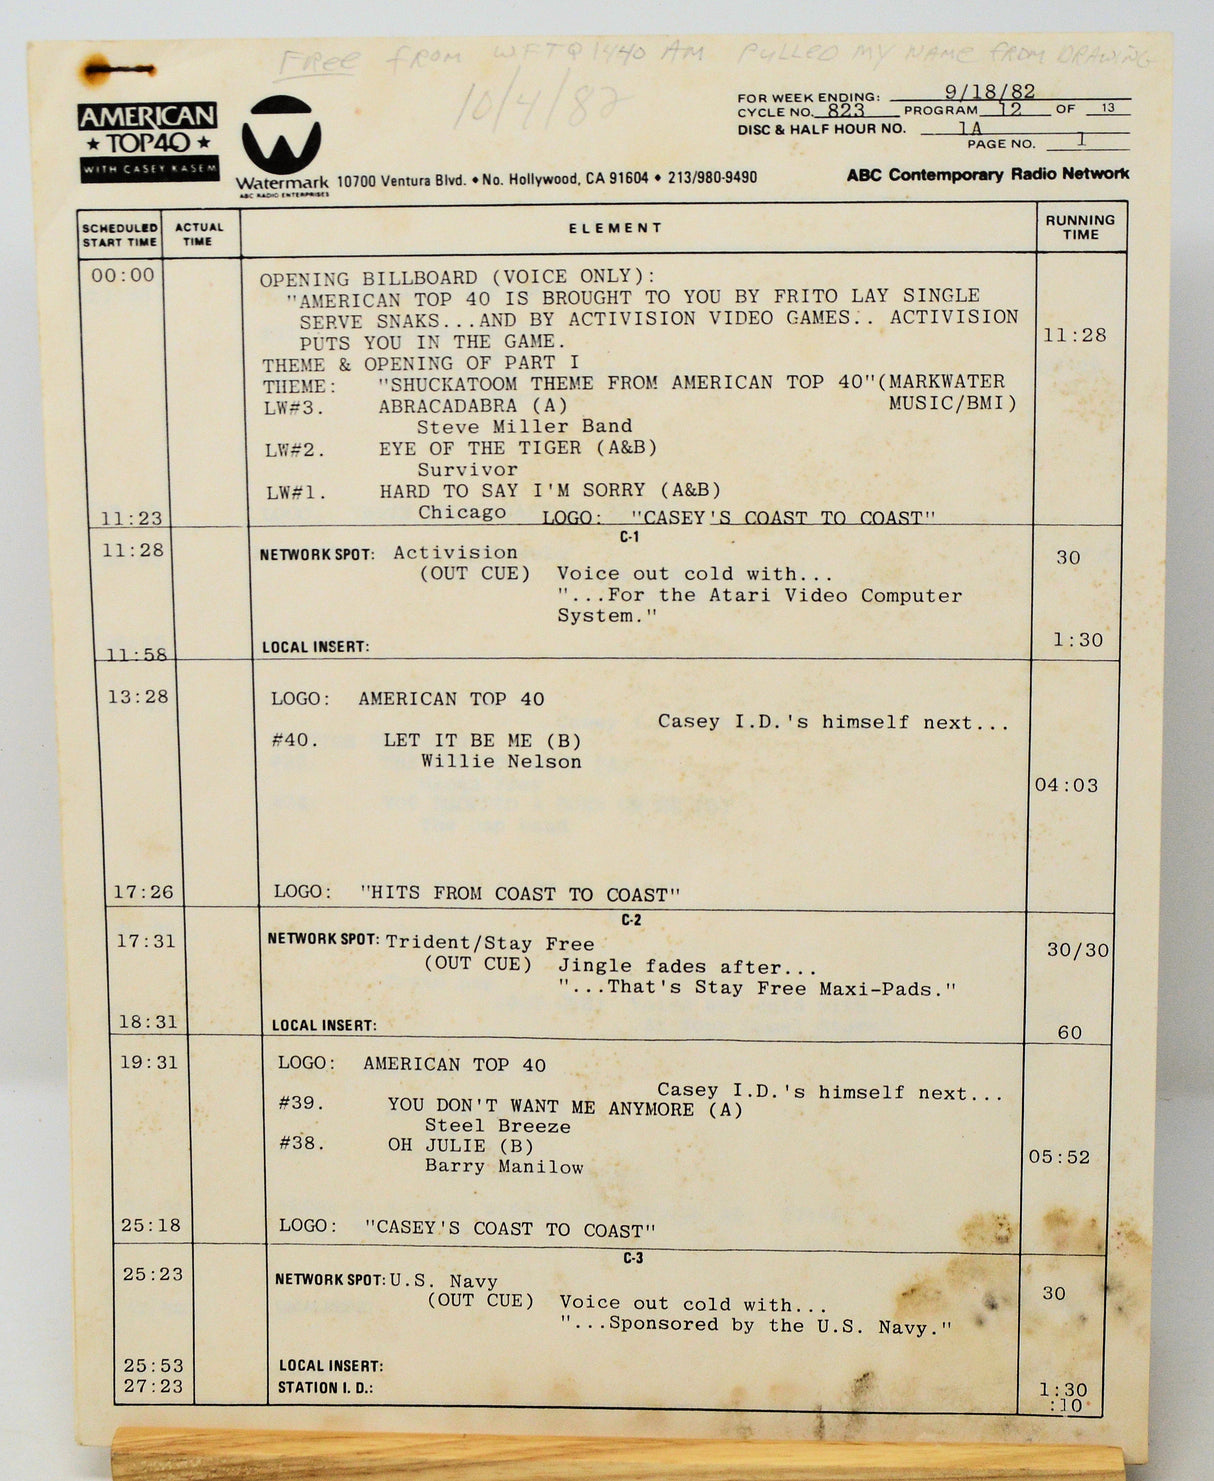 FREE from WFTQ 1440 AM PULLED MY NAME from DRAWING
10/4/82
AMERICAN
TOP40
WITH CASEY KASEM
Watermark
ABC RADIO ENTERPRISES
10700 Ventura Blvd. • No. Hollywood, CA 91604 • 213/980-9490
FOR WEEK ENDING: 9/18/82
CYCLE NO. 823 PROGRAM 12 OF 13
DISC & HALF HOUR NO. 1A
PAGE NO. 1
ABC Contemporary Radio Network
SCHEDULED START TIME ACTUAL TIME ELEMENT RUNNING TIME
00:00 OPENING BILLBOARD (VOICE ONLY):
"AMERICAN TOP 40 IS BROUGHT TO YOU BY FRITO LAY SINGLE
SERVE SNAKS...AND BY ACTIVISION VIDEO GAMES.. ACTIVISION
PUTS YOU IN THE GAME. 11:28
THEME & OPENING OF PART I
THEME: "SHUCKATOOM THEME FROM AMERICAN TOP 40"(MARKWATER
LW#3. ABRACADABRA (A) MUSIC/BMI)
Steve Miller Band
LW#2. EYE OF THE TIGER (A&B)
Survivor
LW#1. HARD TO SAY I'M SORRY (A&B)
11:23 Chicago LOGO: "CASEY'S COAST TO COAST"
C-1
11:28 NETWORK SPOT: Activision 30
(OUT CUE) Voice out cold with...
"...For the Atari Video Computer
System."
11:58 LOCAL INSERT: 1:30
13:28 LOGO: AMERICAN TOP 40
Casey I.D.'s himself next...
#40. LET IT BE ME (B)
Willie Nelson
04:03
17:26 LOGO: "HITS FROM COAST TO COAST"
C-2
17:31 NETWORK SPOT: Trident/Stay Free 30/30
(OUT CUE) Jingle fades after...
"...That's Stay Free Maxi-Pads."
18:31 LOCAL INSERT: 60
19:31 LOGO: AMERICAN TOP 40
Casey I.D.'s himself next...
#39. YOU DON'T WANT ME ANYMORE (A)
Steel Breeze
#38. OH JULIE (B)
Barry Manilow 05:52
25:18 LOGO: "CASEY'S COAST TO COAST"
C-3
25:23 NETWORK SPOT: U.S. Navy 30
(OUT CUE) Voice out cold with...
"...Sponsored by the U.S. Navy."
25:53 LOCAL INSERT: 1:30
27:23 STATION I. D.: :10